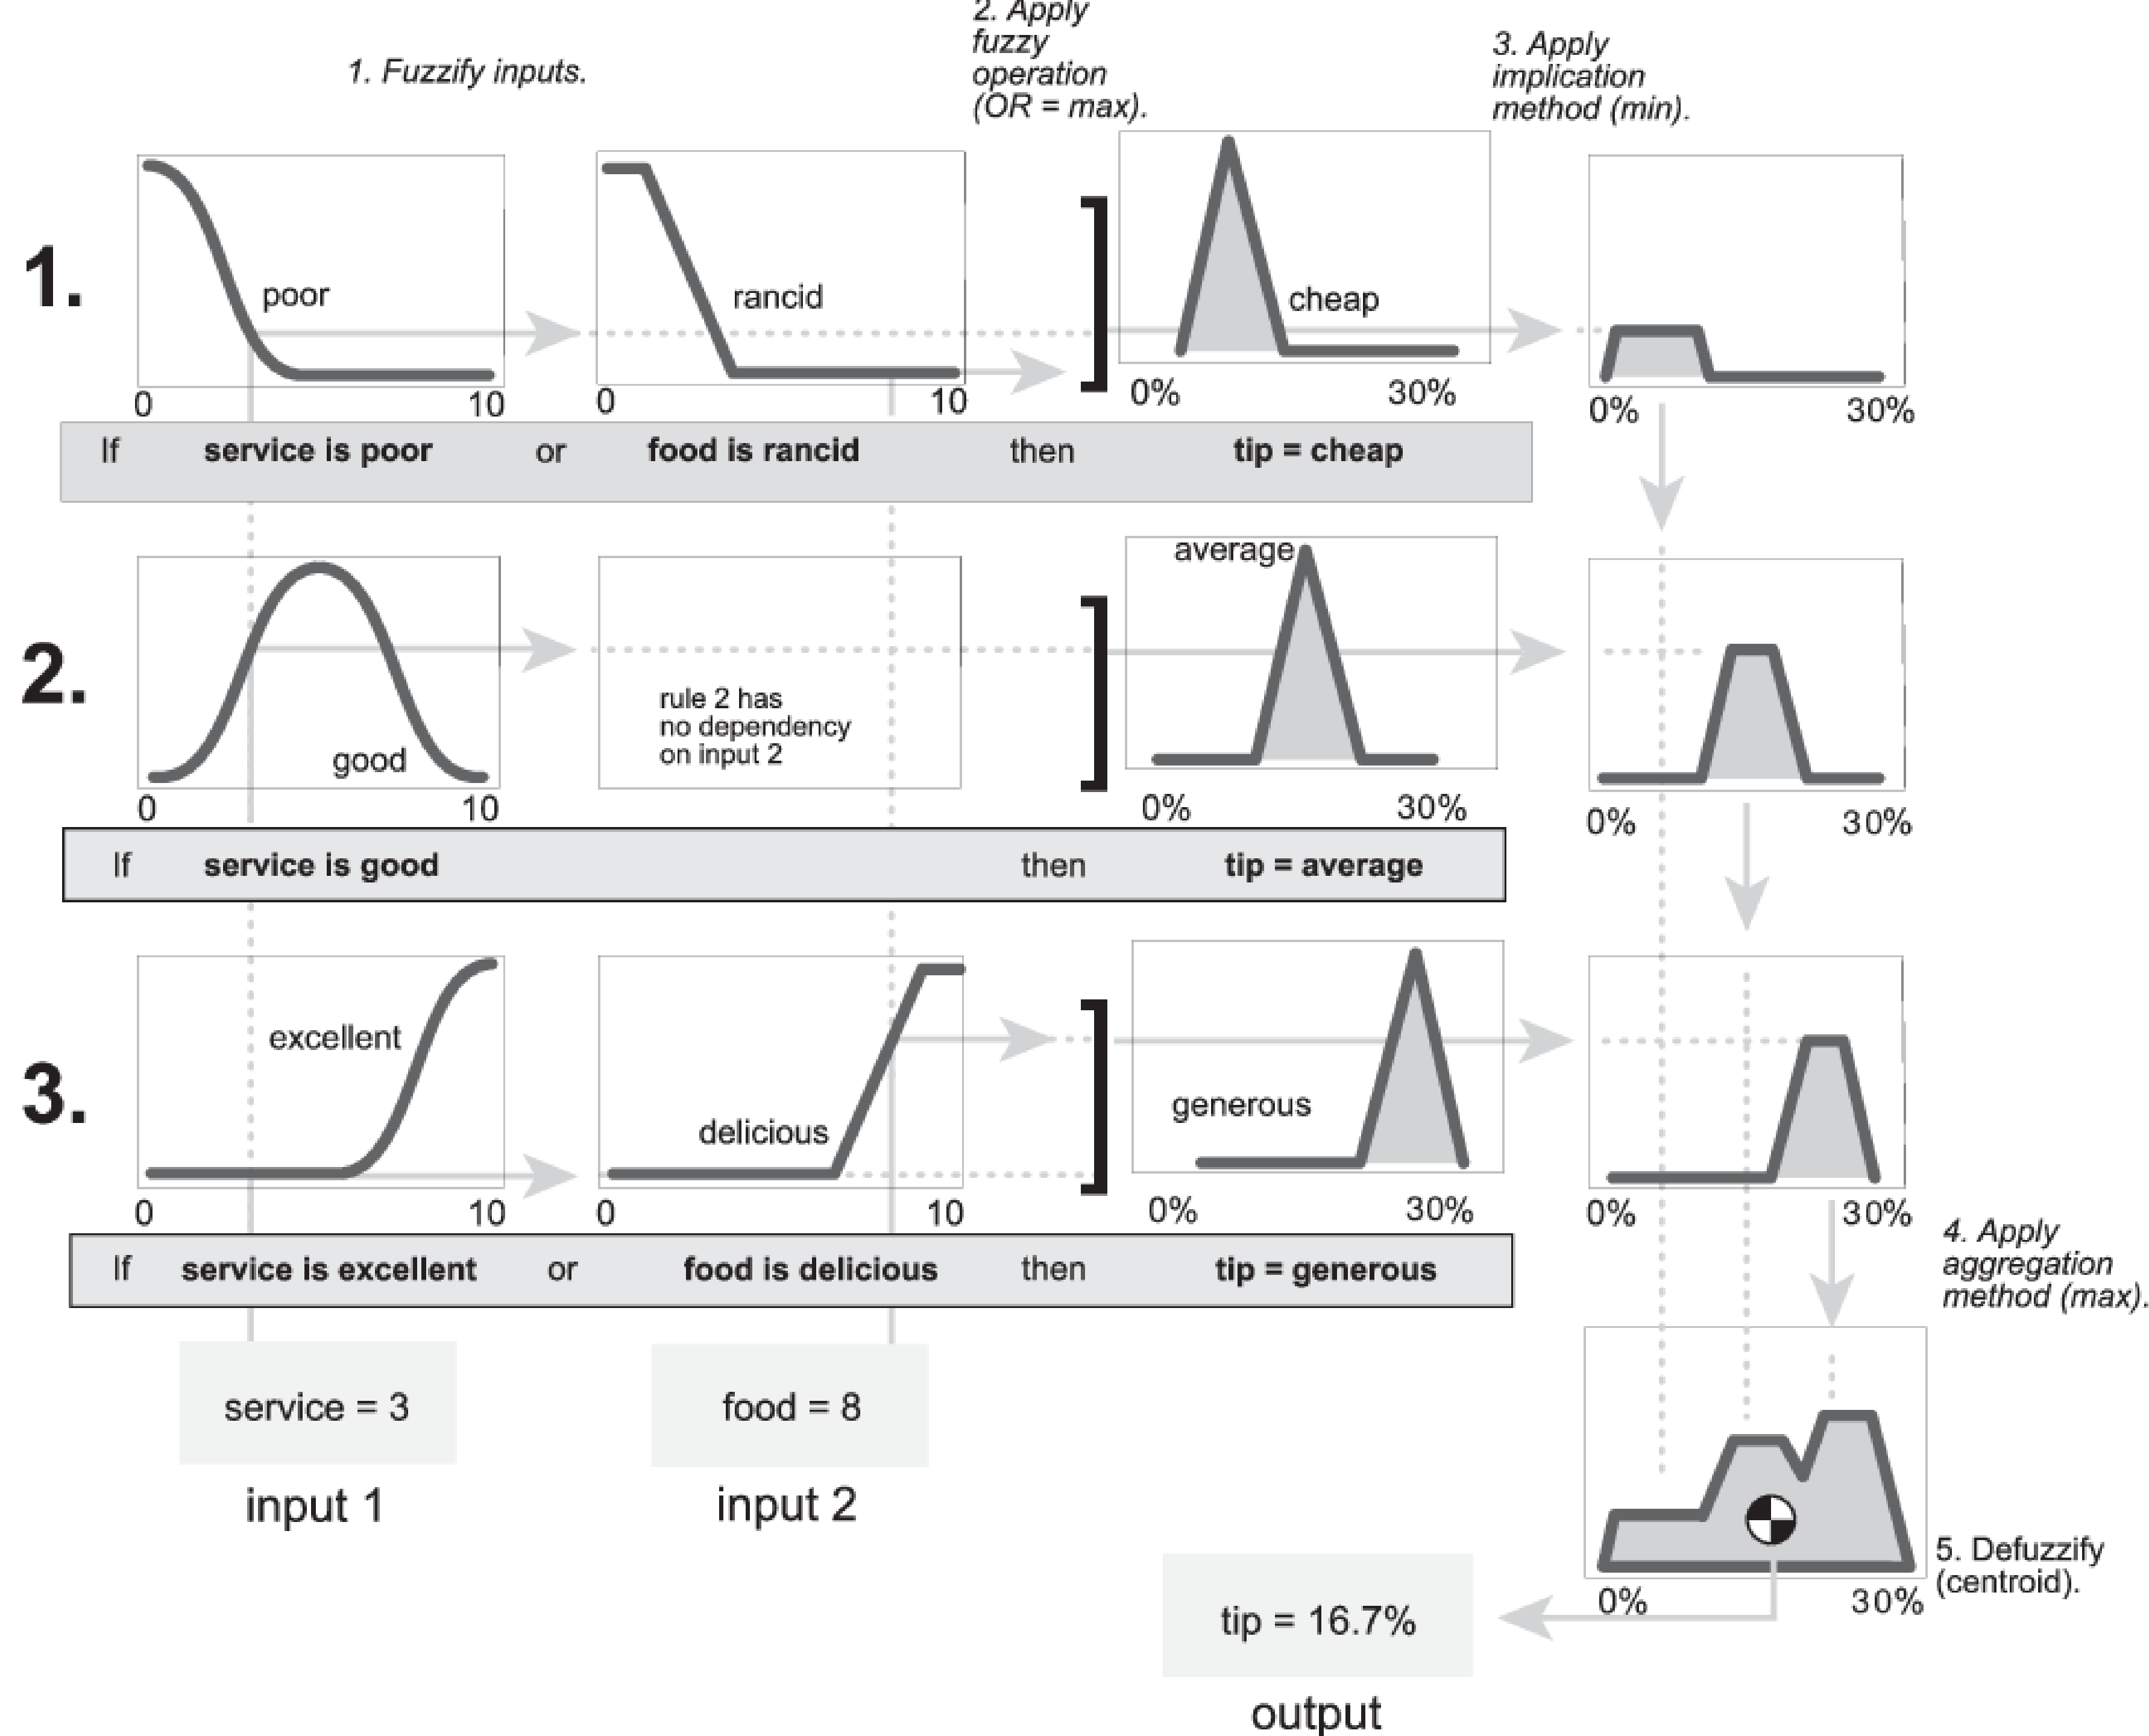 1. Fuzzify inputs.
2. Apply
fuzzy
operation
(OR = max).
3. Apply
implication
method (min).
1.
poor
0 10
rancid
0 10
cheap
0% 30%
0% 30%
If service is poor or food is rancid then tip = cheap
2.
good
0 10
rule 2 has
no dependency
on input 2
average
0% 30%
0% 30%
If service is good then tip = average
3.
excellent
0 10
delicious
0 10
generous
0% 30%
0% 30%
If service is excellent or food is delicious then tip = generous
4. Apply
aggregation
method (max).
service = 3
input 1
food = 8
input 2
0% 30%
5. Defuzzify
(centroid).
tip = 16.7%
output